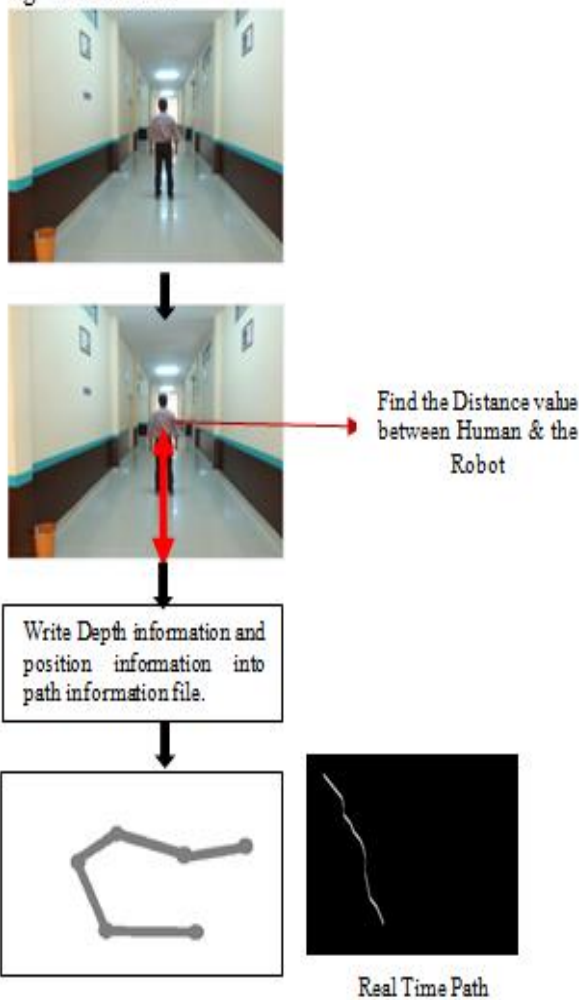 Find the Distance value
between Human & the
Robot
Write Depth information and
position information into
path information file.
Real Time Path